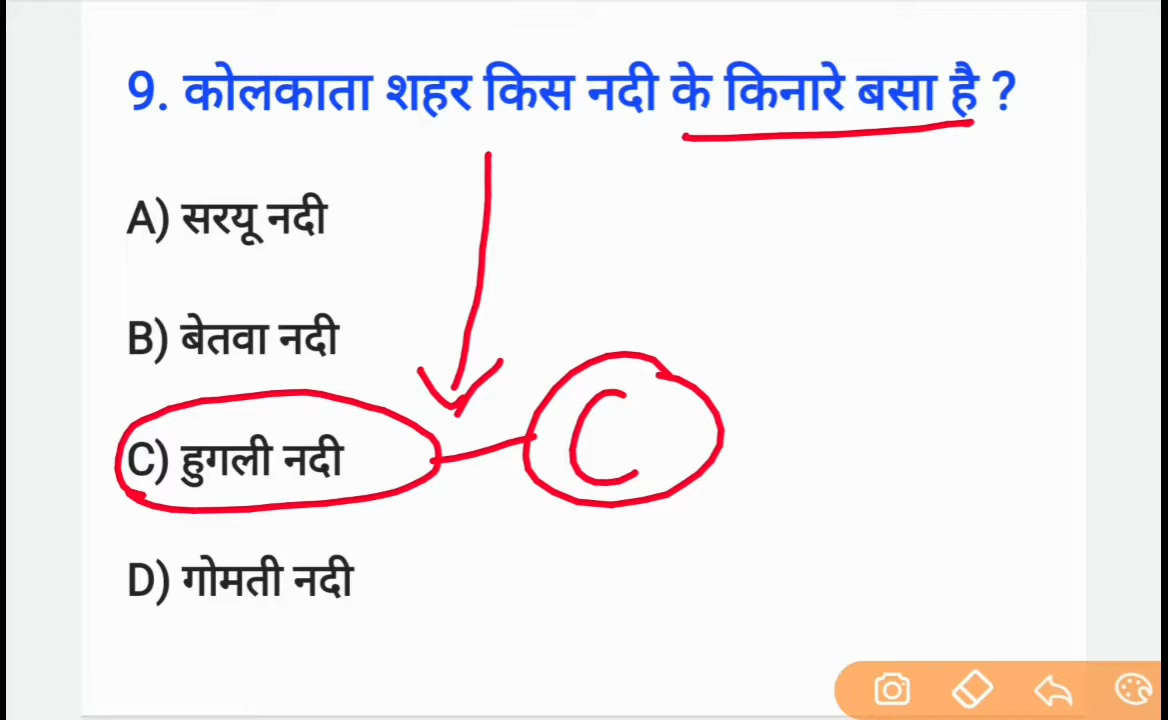 9. कोलकाता शहर किस नदी के किनारे बसा है ?
A) सरयू नदी
B) बेतवा नदी
C) हुगली नदी
C
D) गोमती नदी